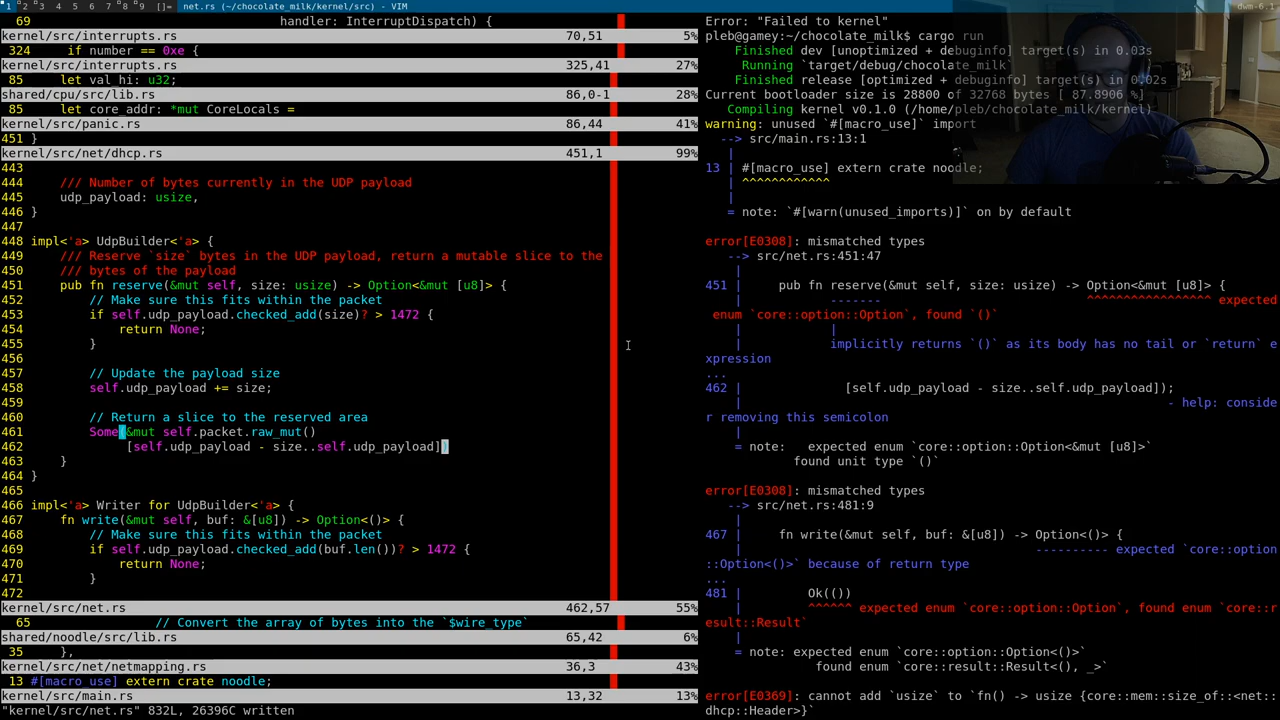 1 2 3 4 5 6 7 8 9 []= net.rs (~/chocolate_milk/kernel/src) - VIM dwm-6.1
69 handler: InterruptDispatch) {
kernel/src/interrupts.rs 70,51 5%
324 if number == 0xe {
kernel/src/interrupts.rs 325,41 27%
85 let val_hi: u32;
shared/cpu/src/lib.rs 86,0-1 28%
85 let core_addr: *mut CoreLocals =
kernel/src/panic.rs 86,44 41%
451 }
kernel/src/net/dhcp.rs 451,1 99%
443
444 /// Number of bytes currently in the UDP payload
445 udp_payload: usize,
446 }
447
448 impl<'a> UdpBuilder<'a> {
449 /// Reserve `size` bytes in the UDP payload, return a mutable slice to the
450 /// bytes of the payload
451 pub fn reserve(&mut self, size: usize) -> Option<&mut [u8]> {
452 // Make sure this fits within the packet
453 if self.udp_payload.checked_add(size)? > 1472 {
454 return None;
455 }
456
457 // Update the payload size
458 self.udp_payload += size;
459
460 // Return a slice to the reserved area
461 Some(&mut self.packet.raw_mut()
462 [self.udp_payload - size..self.udp_payload])
463 }
464 }
465
466 impl<'a> Writer for UdpBuilder<'a> {
467 fn write(&mut self, buf: &[u8]) -> Option<()> {
468 // Make sure this fits within the packet
469 if self.udp_payload.checked_add(buf.len())? > 1472 {
470 return None;
471 }
472
kernel/src/net.rs 462,57 55%
65 // Convert the array of bytes into the `$wire_type`
shared/noodle/src/lib.rs 65,42 6%
35 },
kernel/src/net/netmapping.rs 36,3 43%
13 #[macro_use] extern crate noodle;
kernel/src/main.rs 13,32 13%
"kernel/src/net.rs" 832L, 26396C written
Error: "Failed to kernel"
pleb@gamey:~/chocolate_milk$ cargo run
Finished dev [unoptimized + debuginfo] target(s) in 0.03s
Running `target/debug/chocolate_milk`
Finished release [optimized + debuginfo] target(s) in 0.02s
Current bootloader size is 28800 of 32768 bytes [ 87.8906 %]
Compiling kernel v0.1.0 (/home/pleb/chocolate_milk/kernel)
warning: unused `#[macro_use]` import
--> src/main.rs:13:1
|
13 | #[macro_use] extern crate noodle;
| ^^^^^^^^^^^^
|
= note: `#[warn(unused_imports)]` on by default
error[E0308]: mismatched types
--> src/net.rs:451:47
|
451 | pub fn reserve(&mut self, size: usize) -> Option<&mut [u8]> {
| ------- ^^^^^^^^^^^^^^^^^ expected
enum `core::option::Option`, found `()`
| |
| implicitly returns `()` as its body has no tail or `return` e
xpression
...
462 | [self.udp_payload - size..self.udp_payload]);
| - help: conside
r removing this semicolon
|
= note: expected enum `core::option::Option<&mut [u8]>`
found unit type `()`
error[E0308]: mismatched types
--> src/net.rs:481:9
|
467 | fn write(&mut self, buf: &[u8]) -> Option<()> {
| ---------- expected `core::option
::Option<()>` because of return type
...
481 | Ok(())
| ^^^^^^ expected enum `core::option::Option`, found enum `core::r
esult::Result`
|
= note: expected enum `core::option::Option<()>`
found enum `core::result::Result<(), _>`
error[E0369]: cannot add `usize` to `fn() -> usize {core::mem::size_of::<net::
dhcp::Header>}`